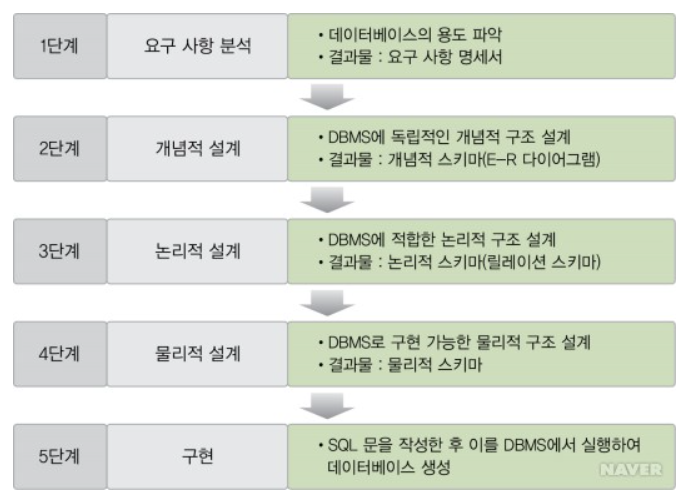 1단계
요구 사항 분석
• 데이터베이스의 용도 파악
• 결과물 : 요구 사항 명세서
2단계
개념적 설계
• DBMS에 독립적인 개념적 구조 설계
• 결과물 : 개념적 스키마(E-R 다이어그램)
3단계
논리적 설계
• DBMS에 적합한 논리적 구조 설계
• 결과물 : 논리적 스키마(릴레이션 스키마)
4단계
물리적 설계
• DBMS로 구현 가능한 물리적 구조 설계
• 결과물 : 물리적 스키마
5단계
구현
• SQL 문을 작성한 후 이를 DBMS에서 실행하여
데이터베이스 생성
NAVER